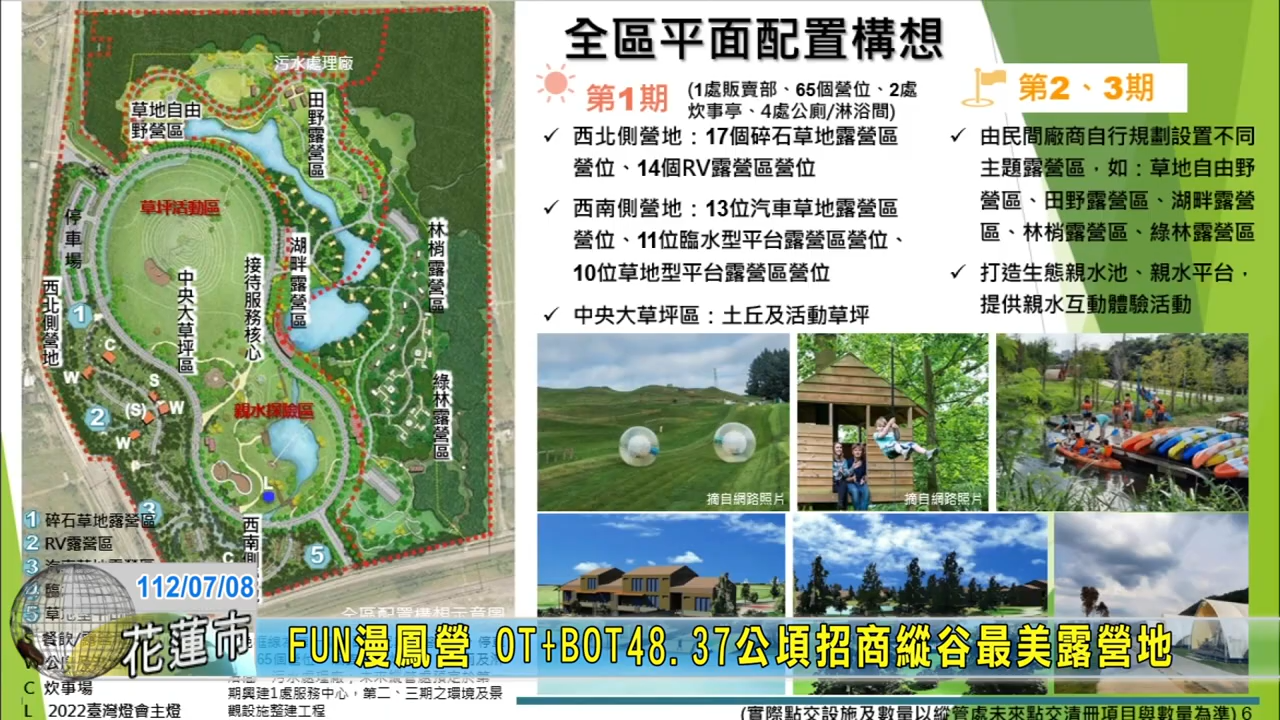 全區平面配置構想
第1期
(1處販賣部、65個營位、2處
炊事亭、4處公廁/淋浴間)
✓ 西北側營地：17個碎石草地露營區
營位、14個RV露營區營位
✓ 西南側營地：13位汽車草地露營區
營位、11位臨水型平台露營區營位、
10位草地型平台露營區營位
✓ 中央大草坪區：土丘及活動草坪
第2、3期
✓ 由民間廠商自行規劃設置不同
主題露營區，如：草地自由野
營區、田野露營區、湖畔露營
區、林梢露營區、綠林露營區
✓ 打造生態親水池、親水平台，
提供親水互動體驗活動
摘自網路照片
摘自網路照片
污水處理廠
草地自由
野營區
田野露營區
草坪活動區
停車場
湖畔露營區
林梢露營區
中央大草坪區
接待服務核心
西北側營地
1
C
W
S
(S)
W
2
W
P
親水探險區
綠林露營區
L
3
西南側
C
5
1 碎石草地露營區
2 RV露營區
3
5
S 餐飲/
C 炊事場
L 2022臺灣燈會主燈
全區配置構想示意圖
期興建1處服務中心，第二、三期之環境及景
觀設施整建工程
112/07/08
花蓮市
FUN漫鳳營 OT+BOT48.37公頃招商縱谷最美露營地
(實際點交設施及數量以縱管處未來點交清冊項目與數量為準) 6